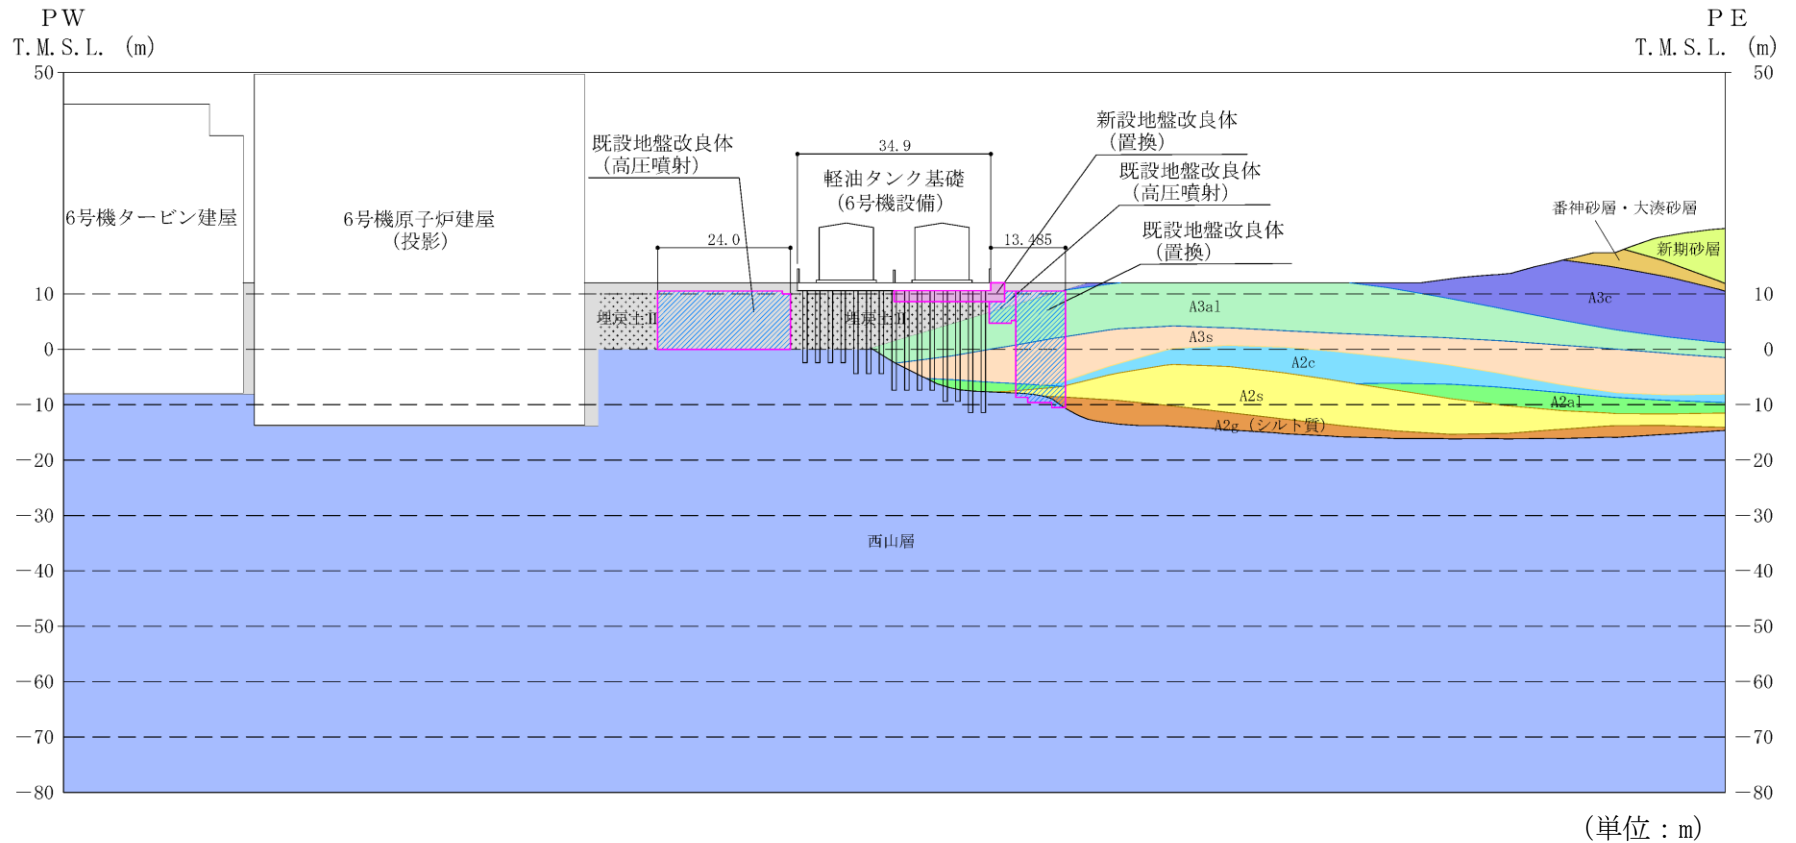 PW
PE
T.M.S.L. (m)
T.M.S.L. (m)
50
50
新設地盤改良体
(置換)
既設地盤改良体
(高圧噴射)
34.9
既設地盤改良体
(高圧噴射)
軽油タンク基礎
(6号機設備)
6号機タービン建屋
6号機原子炉建屋
(投影)
番神砂層・大湊砂層
24.0
13.485
既設地盤改良体
(置換)
新期砂層
10
10
A3c
A3al
埋戻土Ⅱ
埋戻土Ⅱ
A3s
0
0
A2c
A2s
A2al
-10
-10
A2g(シルト質)
-20
-20
-30
-30
西山層
-40
-40
-50
-50
-60
-60
-70
-70
-80
-80
(単位:m)